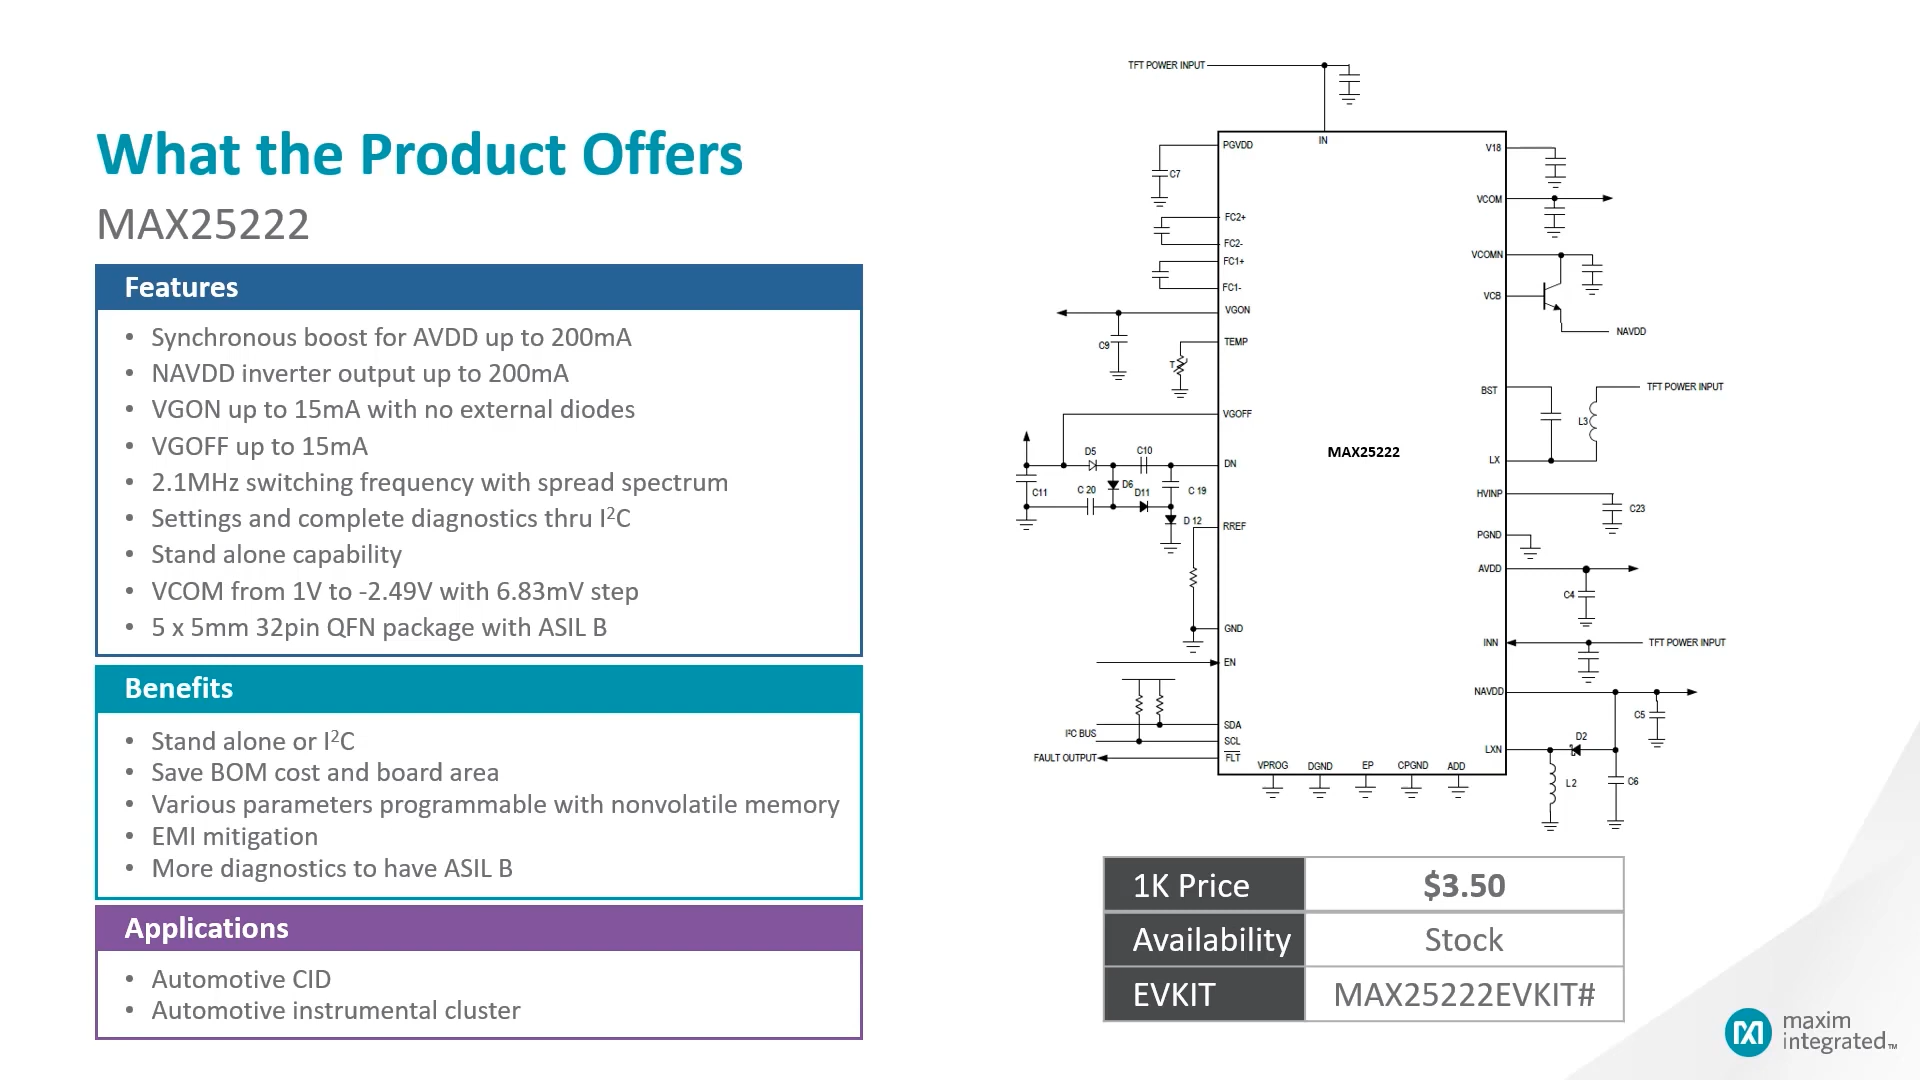 What the Product Offers
MAX25222
Features
• Synchronous boost for AVDD up to 200mA
• NAVDD inverter output up to 200mA
• VGON up to 15mA with no external diodes
• VGOFF up to 15mA
• 2.1MHz switching frequency with spread spectrum
• Settings and complete diagnostics thru I²C
• Stand alone capability
• VCOM from 1V to -2.49V with 6.83mV step
• 5 x 5mm 32pin QFN package with ASIL B
Benefits
• Stand alone or I²C
• Save BOM cost and board area
• Various parameters programmable with nonvolatile memory
• EMI mitigation
• More diagnostics to have ASIL B
Applications
• Automotive CID
• Automotive instrumental cluster
TFT POWER INPUT
IN
PGVDD
C7
FC2+
FC2-
FC1+
FC1-
VGON
C9
TEMP
T
VGOFF
D5
C10
DN
C11
C 20
D6
D11
C 19
D 12
RREF
GND
EN
SDA
I²C BUS
SCL
FAULT OUTPUT
FLT
MAX25222
VPROG
DGND
EP
CPGND
ADD
V18
VCOM
VCOMN
VCB
NAVDD
BST
TFT POWER INPUT
L3
LX
HVINP
C23
PGND
AVDD
C4
INN
TFT POWER INPUT
NAVDD
C5
D2
LXN
L2
C6
1K Price $3.50
Availability Stock
EVKIT MAX25222EVKIT#
maxim
integrated™